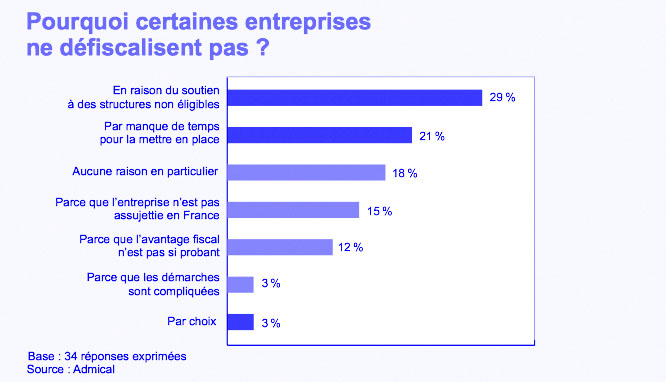 Pourquoi certaines entreprises
ne défiscalisent pas ?
En raison du soutien
à des structures non éligibles
29 %
Par manque de temps
pour la mettre en place
21 %
Aucune raison en particulier
18 %
Parce que l'entreprise n'est pas
assujettie en France
15 %
Parce que l'avantage fiscal
n'est pas si probant
12 %
Parce que les démarches
sont compliquées
3 %
Par choix
3 %
Base : 34 réponses exprimées
Source : Admical